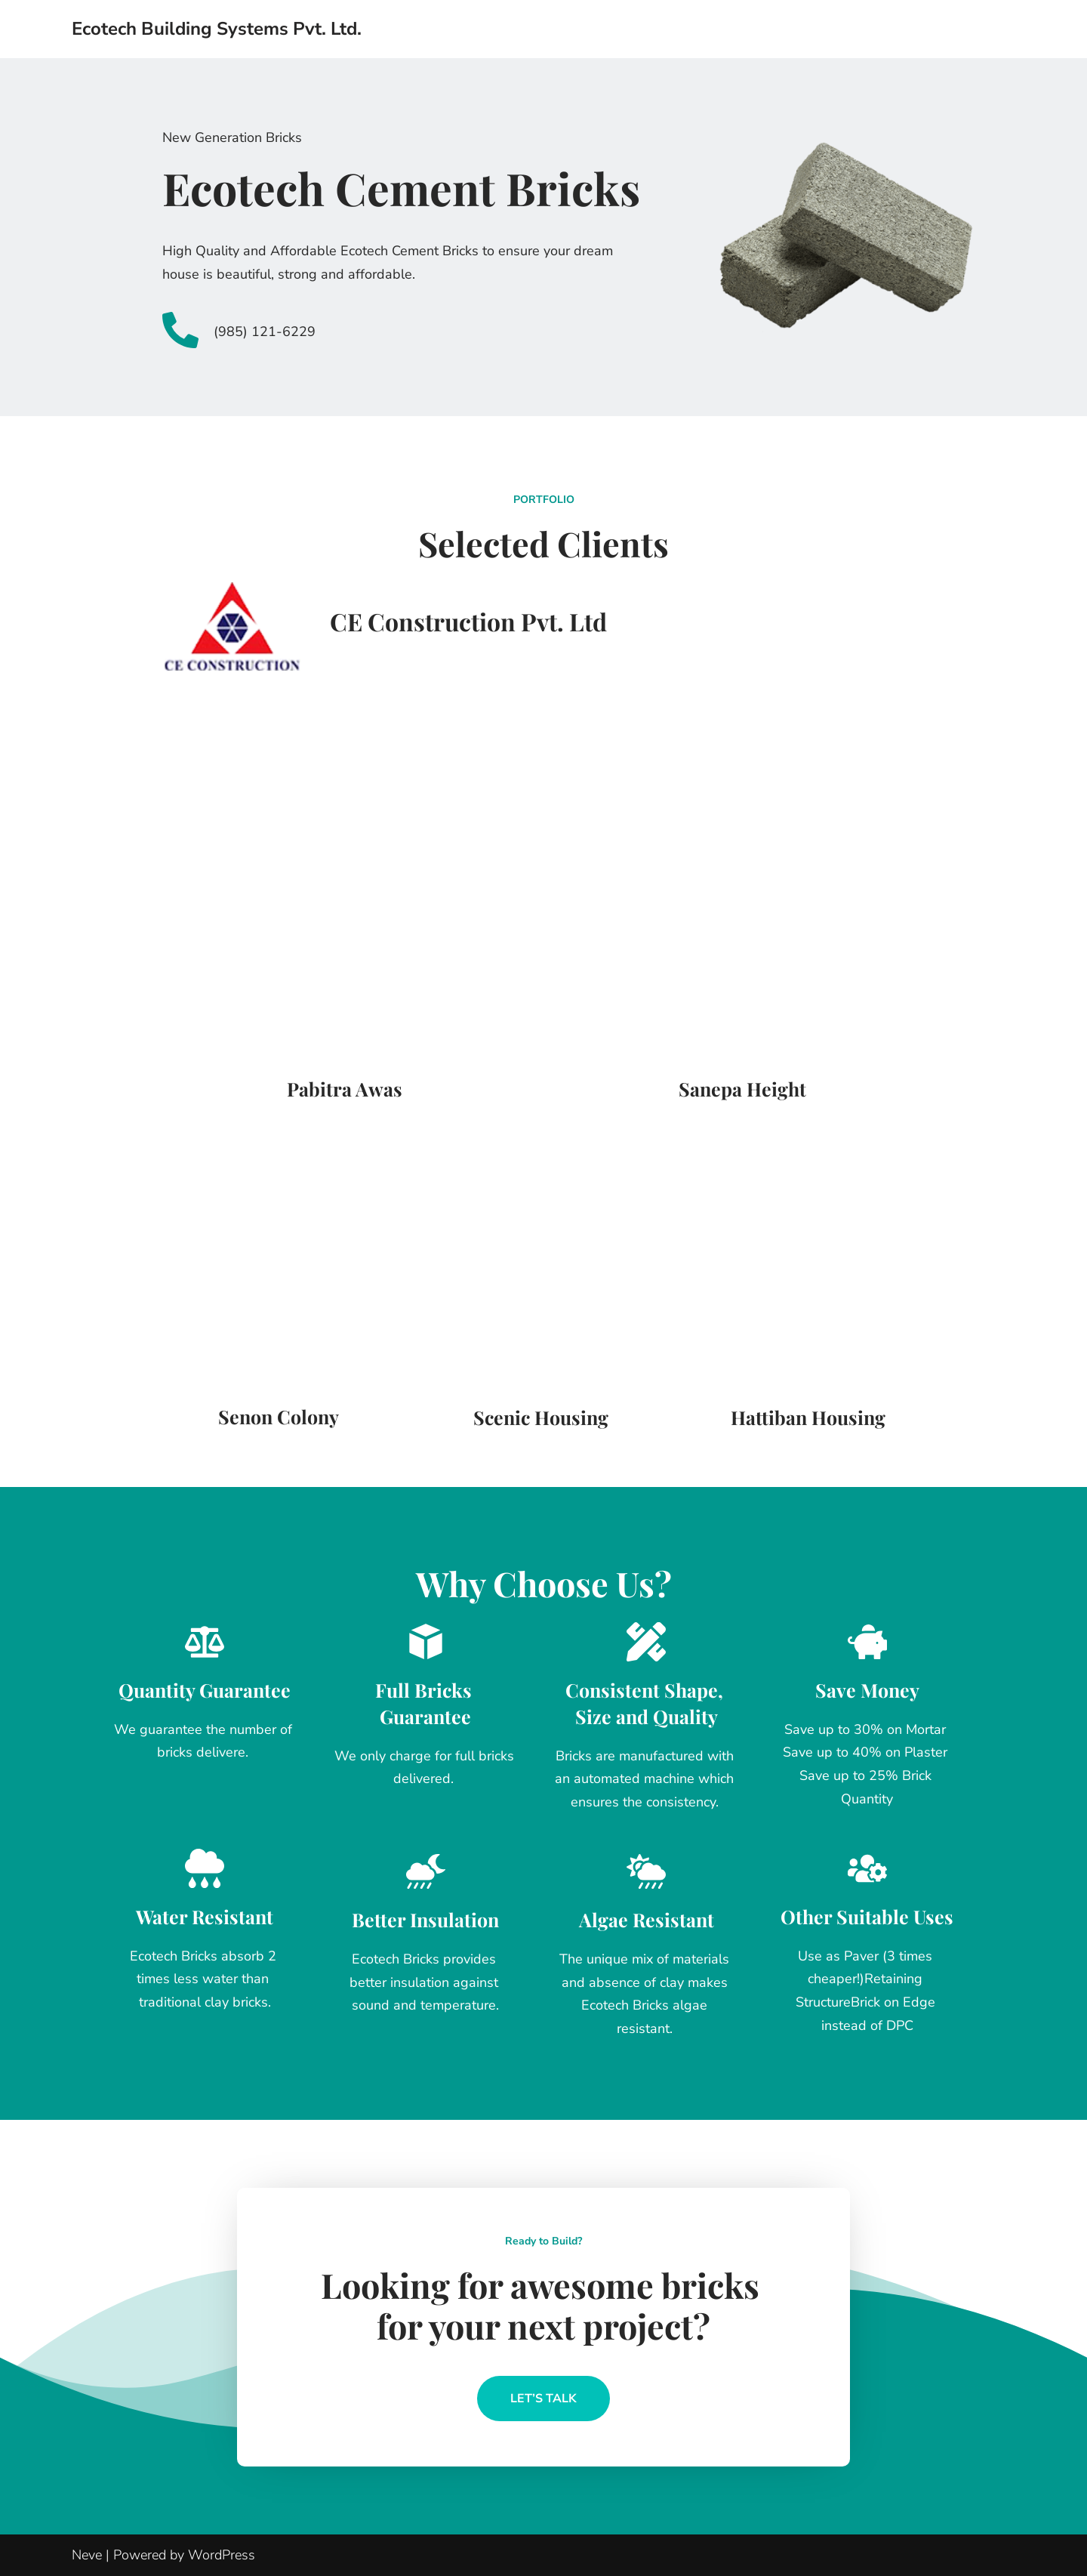 Ecotech Building Systems Pvt. Ltd.
New Generation Bricks
Ecotech Cement Bricks
High Quality and Affordable Ecotech Cement Bricks to ensure your dream
house is beautiful, strong and affordable.
(985) 121-6229
PORTFOLIO
Selected Clients
CE CONSTRUCTION
CE Construction Pvt. Ltd
Pabitra Awas
Sanepa Height
Senon Colony
Scenic Housing
Hattiban Housing
Why Choose Us?
Quantity Guarantee
We guarantee the number of
bricks delivere.
Full Bricks
Guarantee
We only charge for full bricks
delivered.
Consistent Shape,
Size and Quality
Bricks are manufactured with
an automated machine which
ensures the consistency.
Save Money
Save up to 30% on Mortar
Save up to 40% on Plaster
Save up to 25% Brick
Quantity
Water Resistant
Ecotech Bricks absorb 2
times less water than
traditional clay bricks.
Better Insulation
Ecotech Bricks provides
better insulation against
sound and temperature.
Algae Resistant
The unique mix of materials
and absence of clay makes
Ecotech Bricks algae
resistant.
Other Suitable Uses
Use as Paver (3 times
cheaper!)Retaining
StructureBrick on Edge
instead of DPC
Ready to Build?
Looking for awesome bricks
for your next project?
LET'S TALK
Neve | Powered by WordPress